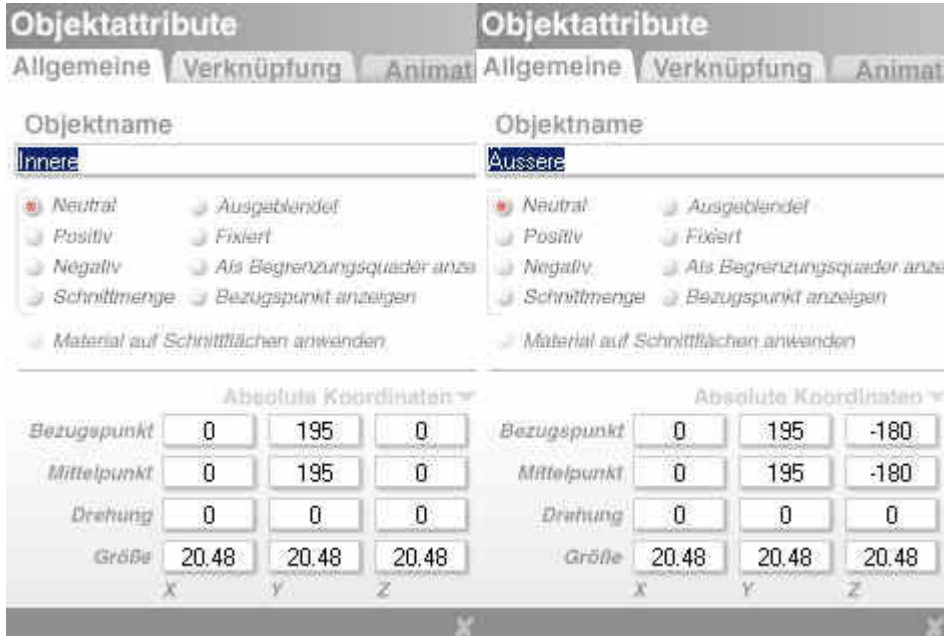 Objektattribute
Allgemeine Verknüpfung Animat
Objektname
Innere
Neutral Ausgeblendet
Positiv Fixiert
Negativ Als Begrenzungsquader anze
Schnittmenge Bezugspunkt anzeigen
Material auf Schnittflächen anwenden
Absolute Koordinaten
Bezugspunkt 0 195 0
Mittelpunkt 0 195 0
Drehung 0 0 0
Größe 20.48 20.48 20.48
X Y Z
Objektattribute
Allgemeine Verknüpfung Animat
Objektname
Äussere
Neutral Ausgeblendet
Positiv Fixiert
Negativ Als Begrenzungsquader anze
Schnittmenge Bezugspunkt anzeigen
Material auf Schnittflächen anwenden
Absolute Koordinaten
Bezugspunkt 0 195 -180
Mittelpunkt 0 195 -180
Drehung 0 0 0
Größe 20.48 20.48 20.48
X Y Z